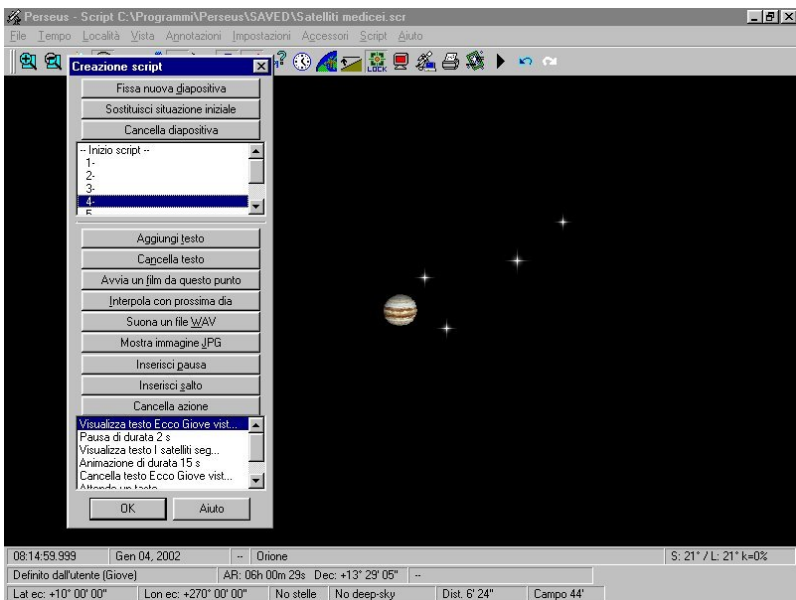 Perseus - Script C:\Programmi\Perseus\SAVED\Satelliti medicei.scr
File Tempo Località Vista Annotazioni Impostazioni Accessori Script Aiuto
LOCK
Creazione script
Fissa nuova diapositiva
Sostituisci situazione iniziale
Cancella diapositiva
-- Inizio script --
1-
2-
3-
4-
5-
Aggiungi testo
Cancella testo
Avvia un film da questo punto
Interpola con prossima dia
Suona un file WAV
Mostra immagine JPG
Inserisci pausa
Inserisci salto
Cancella azione
Visualizza testo Ecco Giove vist...
Pausa di durata 2 s
Visualizza testo I satelliti seg...
Animazione di durata 15 s
Cancella testo Ecco Giove vist...
Attende un tasto
OK Aiuto
08:14:59.999 Gen 04, 2002 -- Orione S: 21° / L: 21° k=0%
Definito dall'utente (Giove) AR: 06h 00m 29s Dec: +13° 29' 05" --
Lat ec: +10° 00' 00" Lon ec: +270° 00' 00" No stelle No deep-sky Dist. 6' 24" Campo 44'